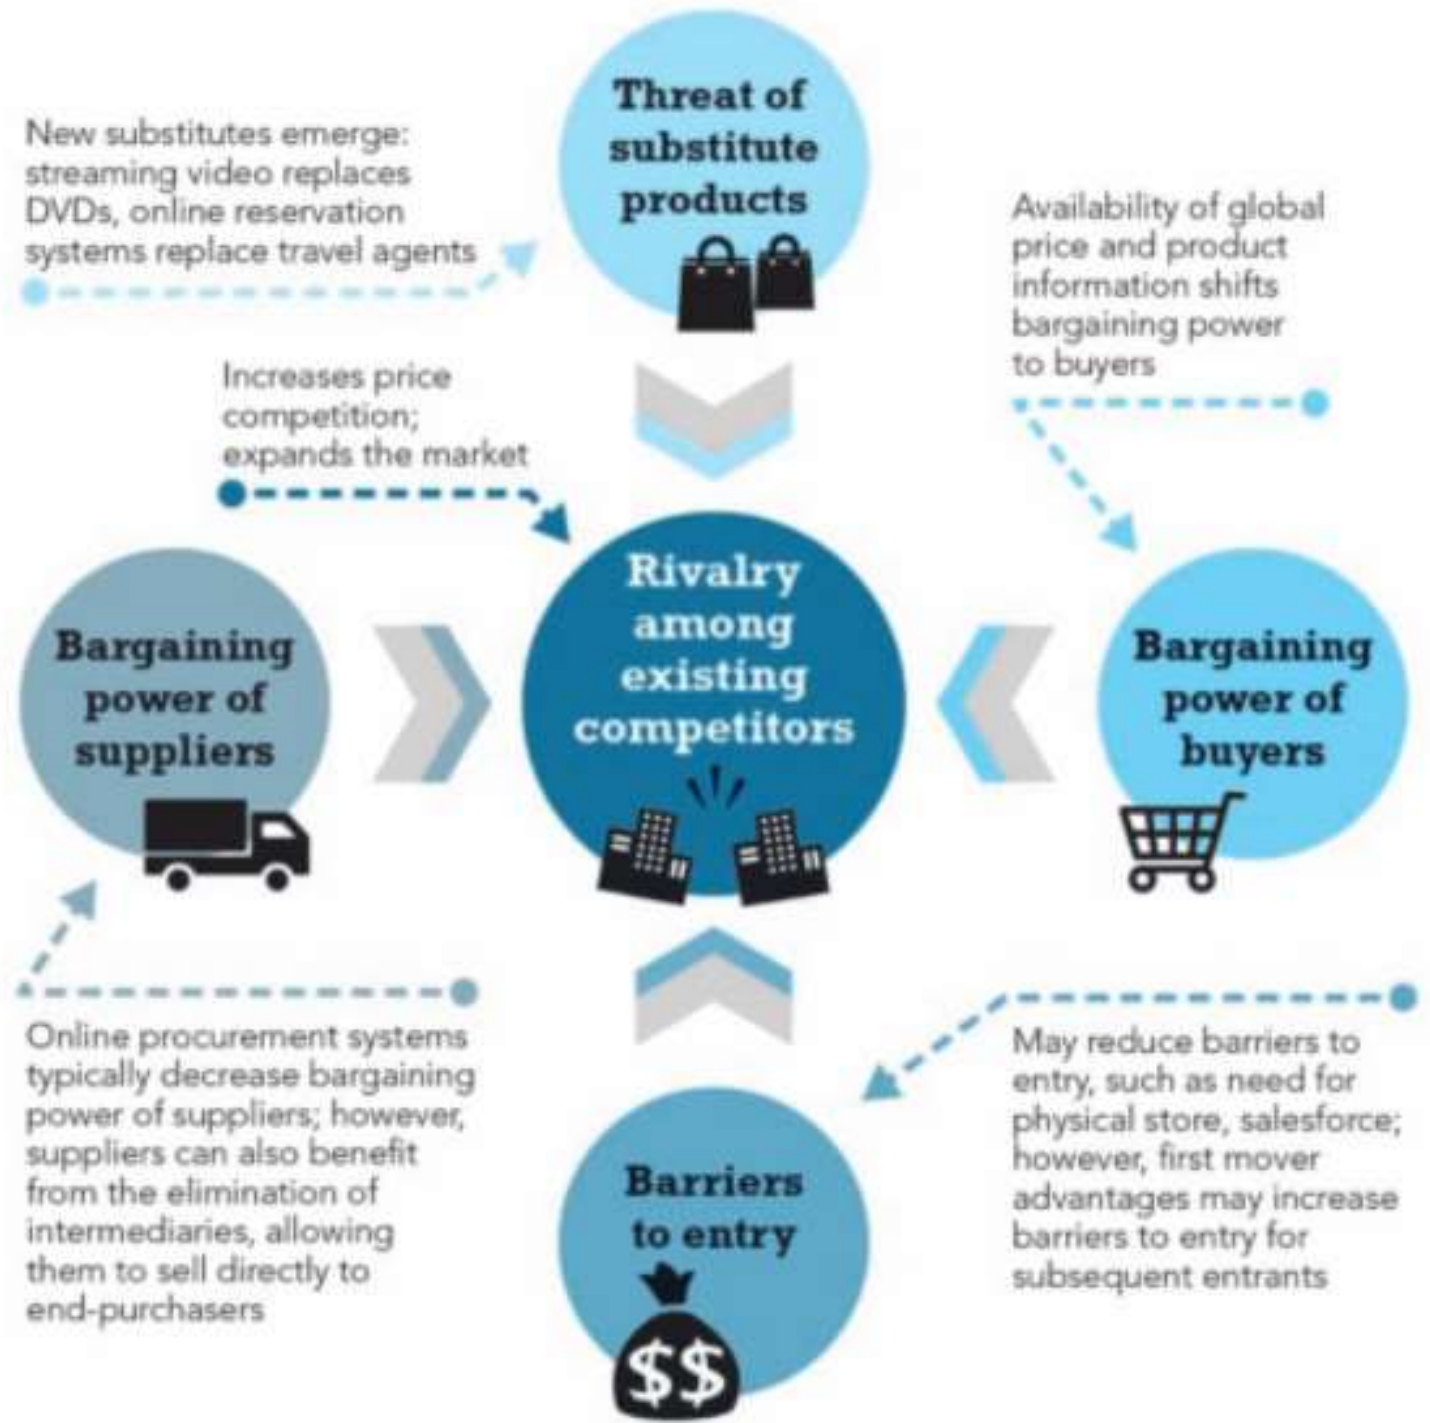 Threat of
substitute
products
New substitutes emerge:
streaming video replaces
DVDs, online reservation
systems replace travel agents
Availability of global
price and product
information shifts
bargaining power
to buyers
Increases price
competition;
expands the market
Bargaining
power of
suppliers
Rivalry
among
existing
competitors
Bargaining
power of
buyers
Online procurement systems
typically decrease bargaining
power of suppliers; however,
suppliers can also benefit
from the elimination of
intermediaries, allowing
them to sell directly to
end-purchasers
May reduce barriers to
entry, such as need for
physical store, salesforce;
however, first mover
advantages may increase
barriers to entry for
subsequent entrants
Barriers
to entry
$$